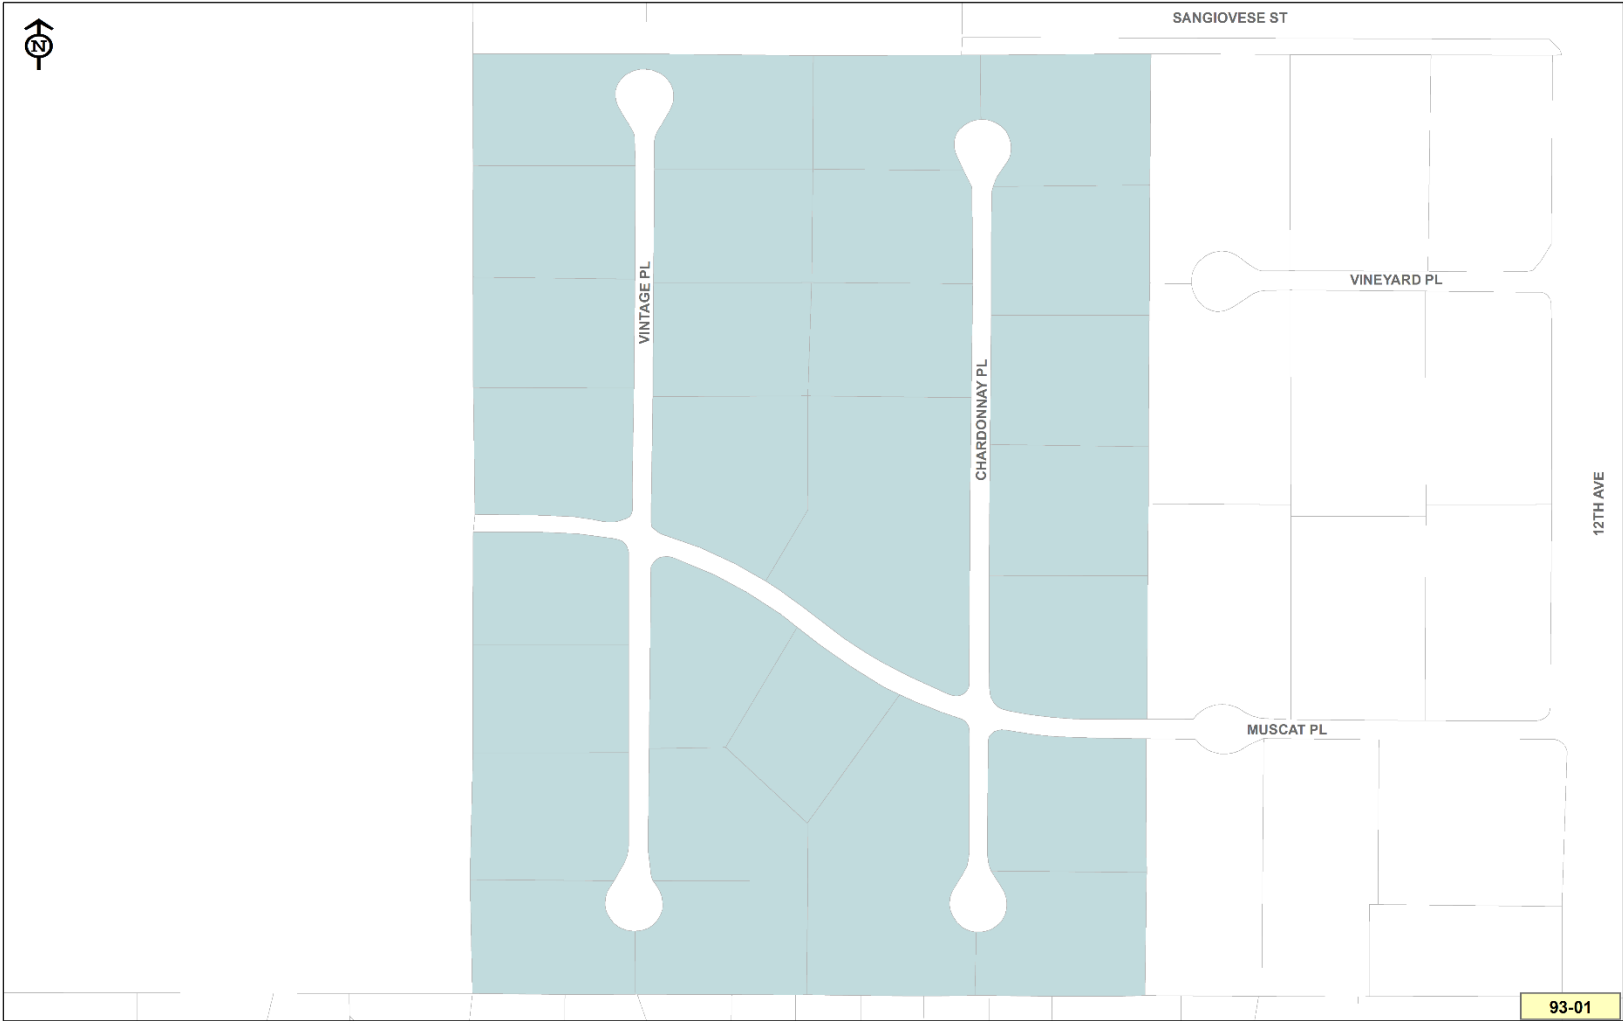 N
SANGIOVESE ST
VINEYARD PL
VINTAGE PL
CHARDONNAY PL
12TH AVE
MUSCAT PL
93-01